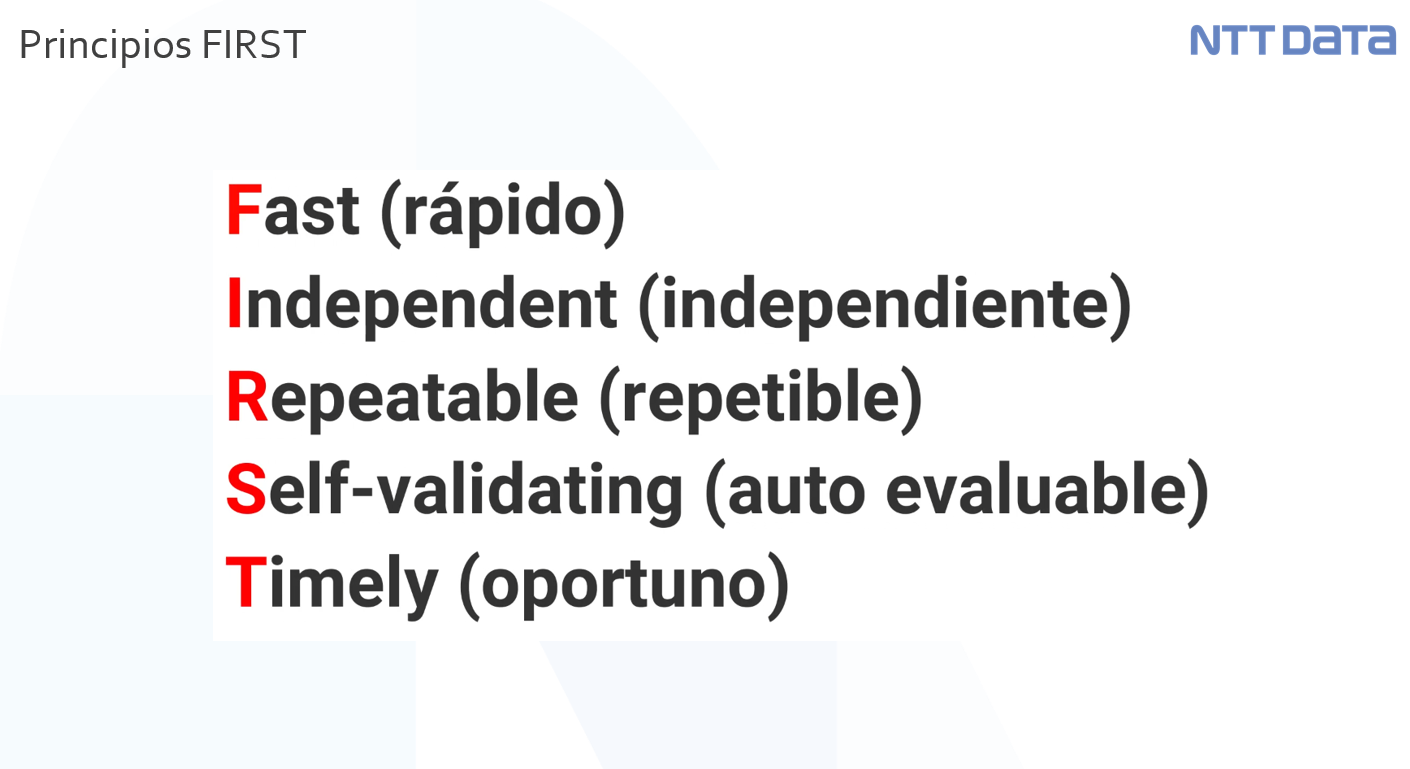 Principios FIRST
NTT DATA
Fast (rápido)
Independent (independiente)
Repeatable (repetible)
Self-validating (auto evaluable)
Timely (oportuno)